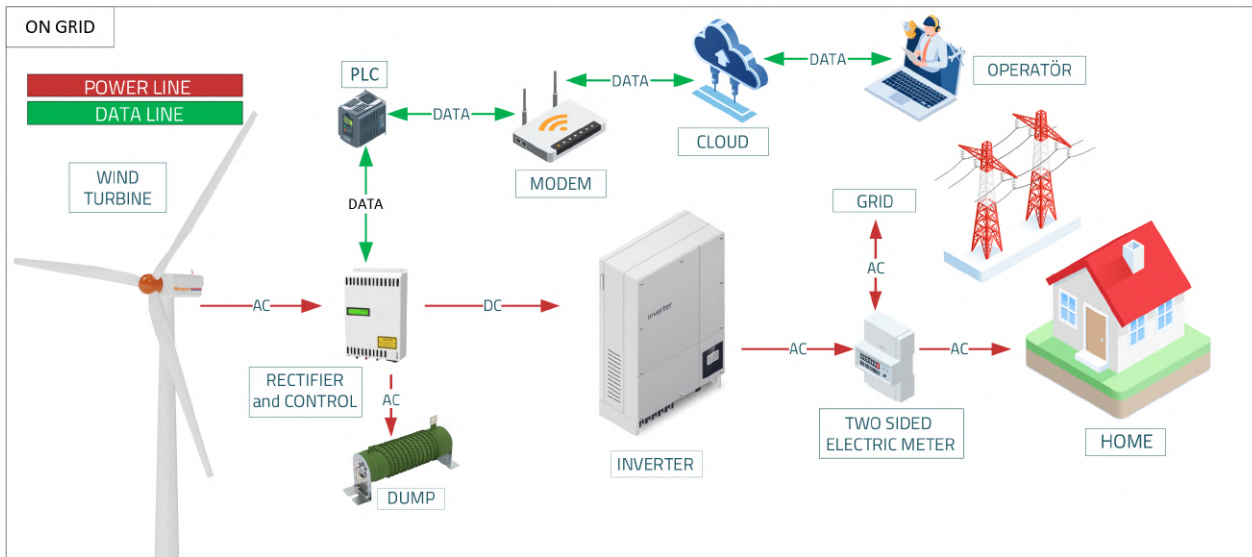 ON GRID
POWER LINE
DATA LINE
WIND
TURBINE
PLC
DATA
DATA
DATA
DATA
MODEM
CLOUD
OPERATÖR
AC
RECTIFIER
and CONTROL
AC
DUMP
DC
Inverter
INVERTER
AC
GRID
AC
TWO SIDED
ELECTRIC METER
AC
HOME